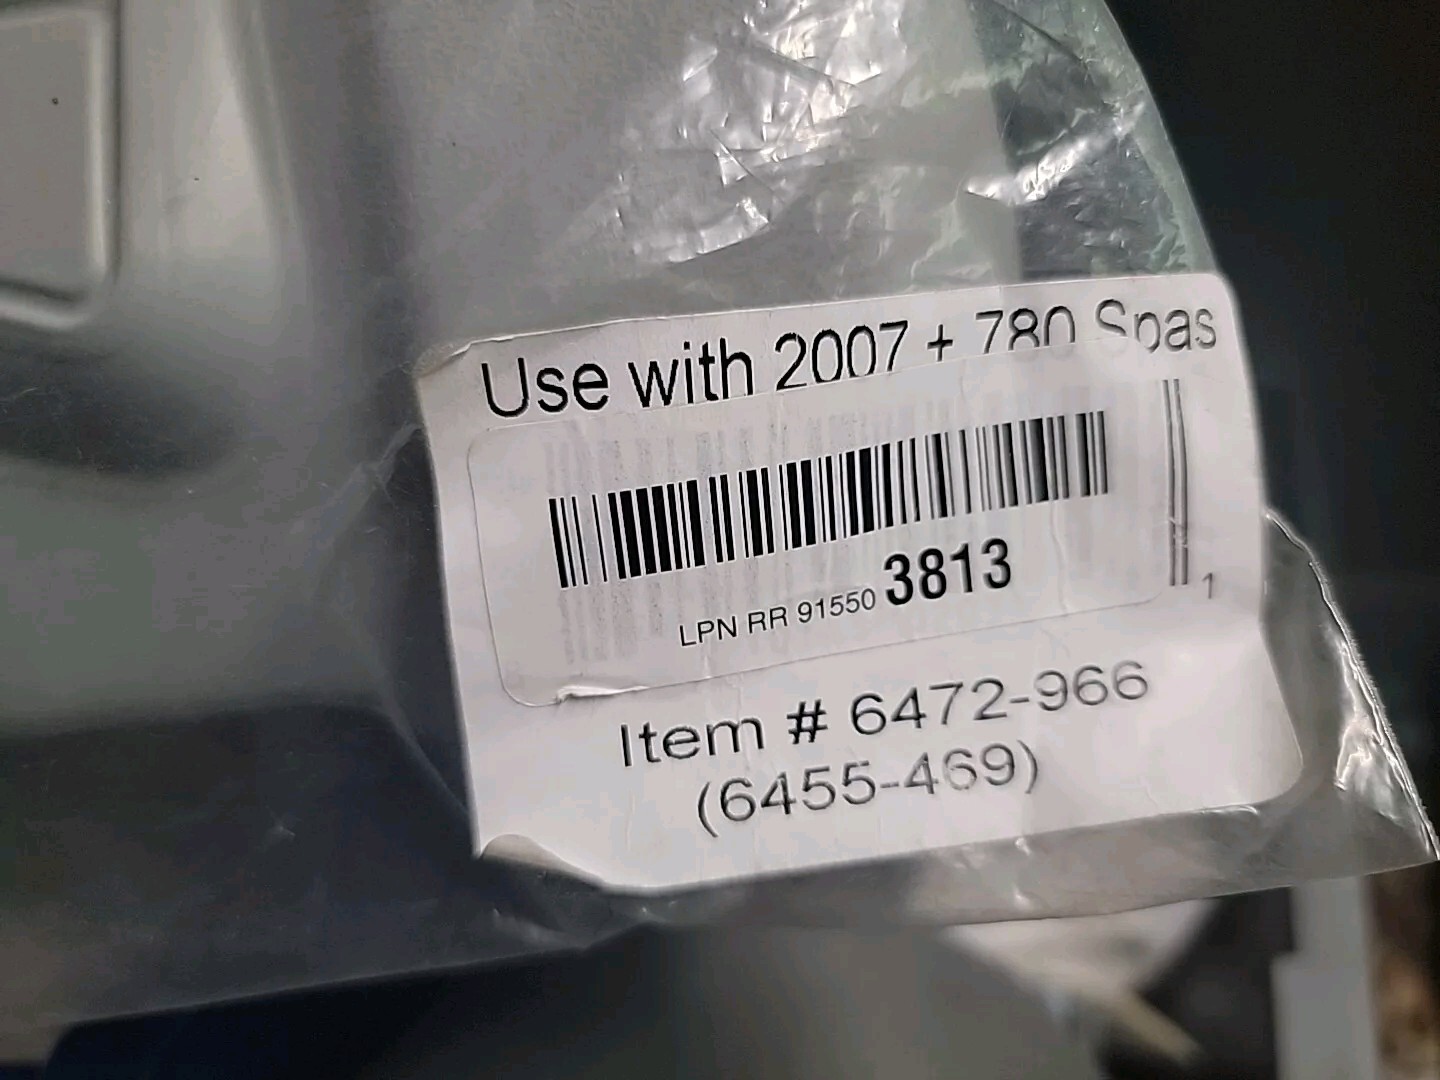 Use with 2007 + 780 Spas
LPN RR 91550 3813
1
Item # 6472-966
(6455-469)